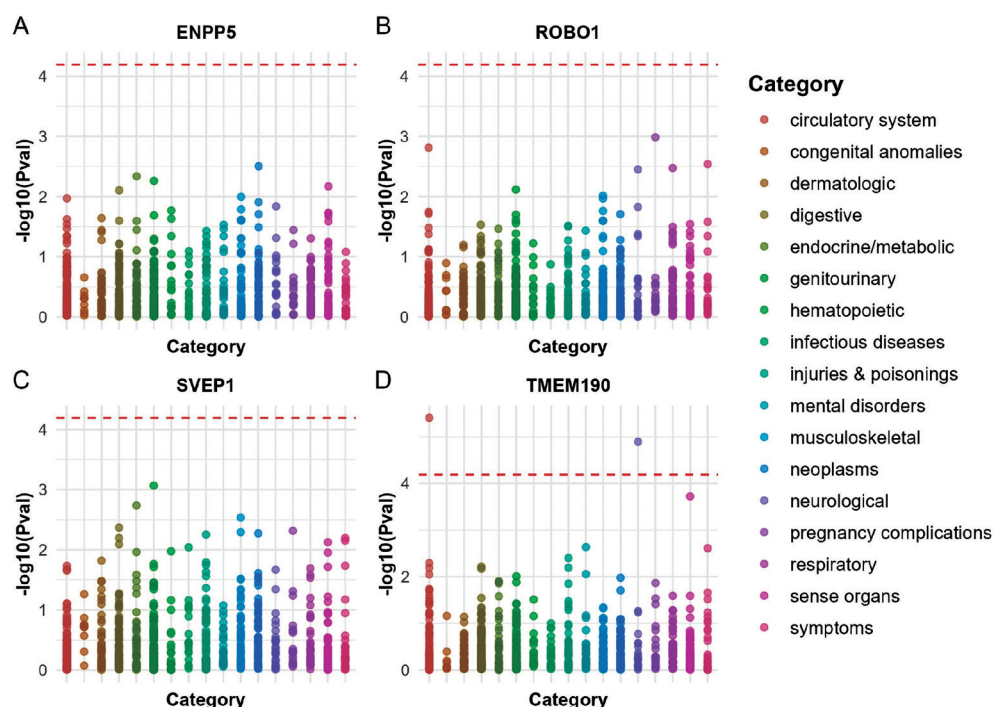 A
ENPP5
-log10(Pval)
4
3
2
1
0
Category
B
ROBO1
-log10(Pval)
4
3
2
1
0
Category
C
SVEP1
-log10(Pval)
4
3
2
1
0
Category
D
TMEM190
-log10(Pval)
4
2
0
Category
Category
circulatory system
congenital anomalies
dermatologic
digestive
endocrine/metabolic
genitourinary
hematopoietic
infectious diseases
injuries & poisonings
mental disorders
musculoskeletal
neoplasms
neurological
pregnancy complications
respiratory
sense organs
symptoms